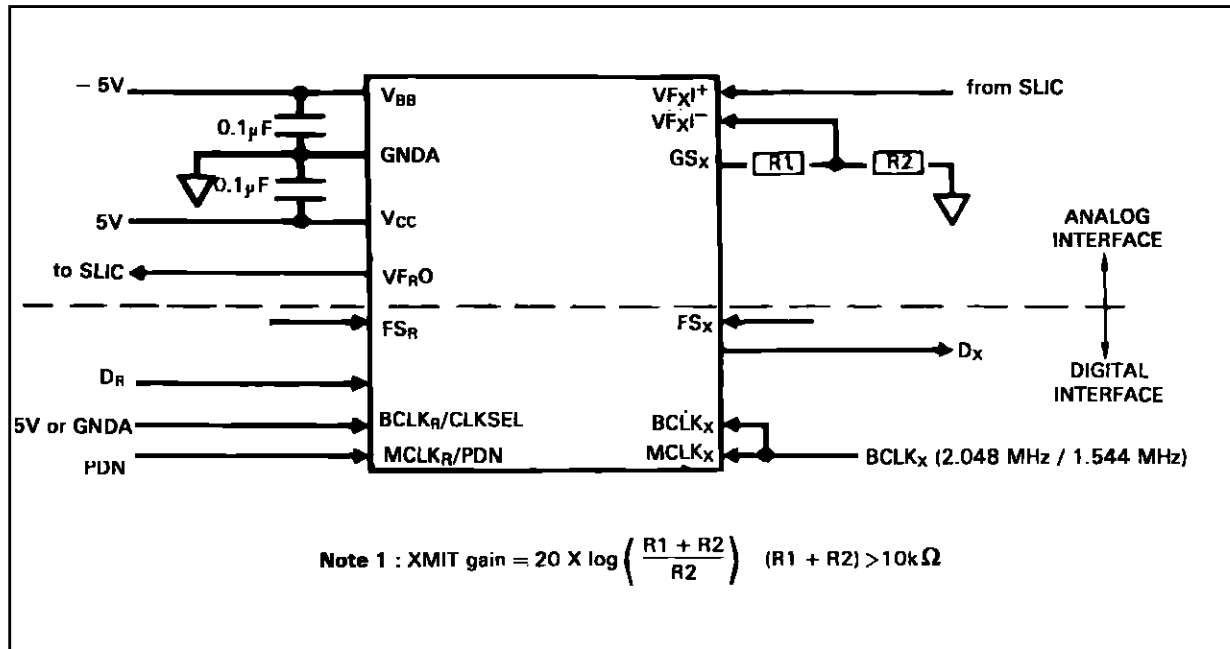 − 5V
0.1µF
0.1µF
5V
to SLIC
VBB
GNDA
VCC
VFRO
VFXI+
VFXI−
GSX
from SLIC
R1
R2
ANALOG
INTERFACE
FSR
FSX
DX
DR
DIGITAL
INTERFACE
5V or GNDA
BCLKR/CLKSEL
BCLKX
PDN
MCLKR/PDN
MCLKX
BCLKX (2.048 MHz / 1.544 MHz)
Note 1 : XMIT gain = 20 X log ( R1 + R2 / R2 ) (R1 + R2) > 10kΩ